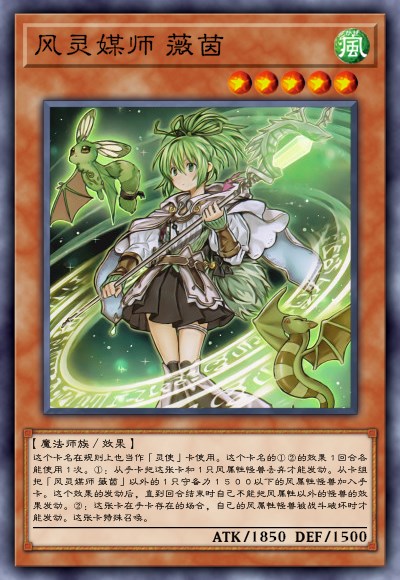 风灵媒师 薇茵
風
【魔法师族／效果】
这个卡名在规则上也当作「灵使」卡使用。这个卡名的①②的效果1回合各
能使用1次。①：从手卡把这张卡和1只风属性怪兽丢弃才能发动。从卡组
把「风灵媒师 薇茵」以外的1只守备力1500以下的风属性怪兽加入手
卡。这个效果的发动后，直到回合结束时自己不能把风属性以外的怪兽的效
果发动。②：这张卡在手卡存在的场合，自己的风属性怪兽被战斗破坏时才
能发动。这张卡特殊召唤。
ATK/1850 DEF/1500